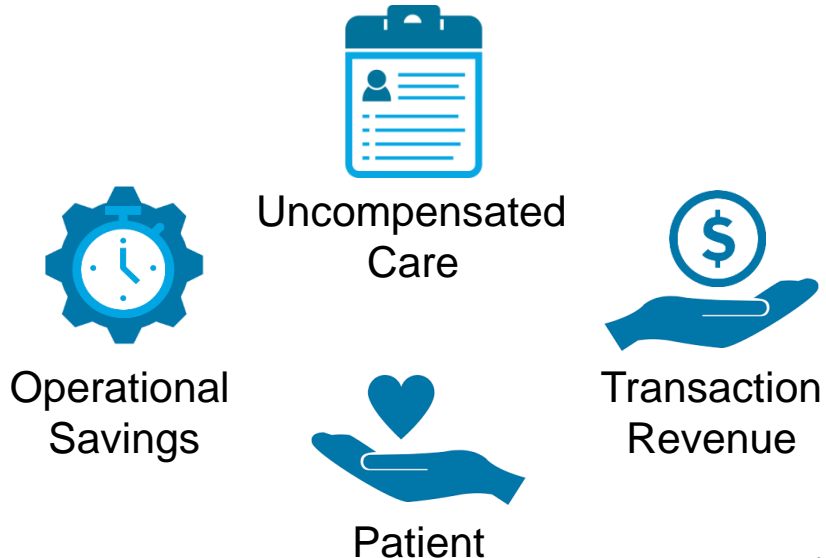 Uncompensated
Care
Operational
Savings
$
Transaction
Revenue
Patient